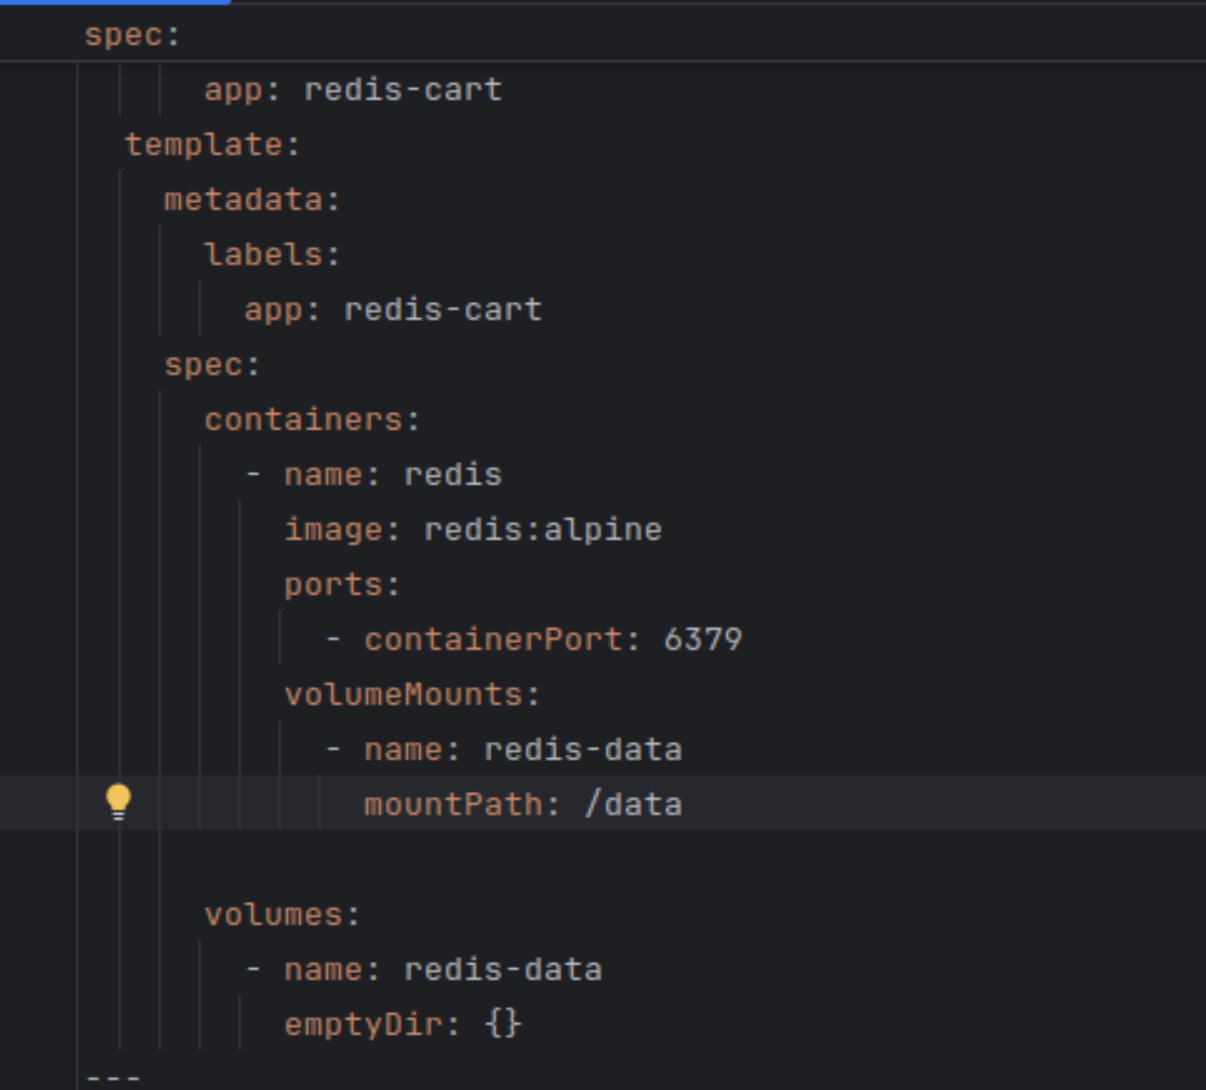 spec:
app: redis-cart
template:
metadata:
labels:
app: redis-cart
spec:
containers:
- name: redis
image: redis:alpine
ports:
- containerPort: 6379
volumeMounts:
- name: redis-data
mountPath: /data
volumes:
- name: redis-data
emptyDir: {}
---